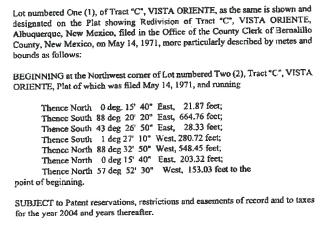 Lot numbered One (1), of Tract "C", VISTA ORIENTE, as the same is shown and
designated on the Plat showing Redivision of Tract "C", VISTA ORIENTE,
Albuquerque, New Mexico, filed in the Office of the County Clerk of Bernalillo
County, New Mexico, on May 14, 1971, more particularly described by metes and
bounds as follows:
BEGINNING at the Northwest corner of Lot numbered Two (2), Tract "C", VISTA
ORIENTE, Plat of which was filed May 14, 1971, and running
Thence North 0 deg. 15' 40" East, 21.87 feet;
Thence South 88 deg 20' 20" East, 664.76 feet;
Thence South 43 deg 26' 50" East, 28.33 feet;
Thence South 1 deg 27' 10" West, 280.72 feet;
Thence North 88 deg 32' 50" West, 548.45 feet;
Thence North 0 deg 15' 40" East, 203.32 feet;
Thence North 57 deg 52' 30" West, 153.03 feet to the
point of beginning.
SUBJECT to Patent reservations, restrictions and easements of record and to taxes
for the year 2004 and years thereafter.